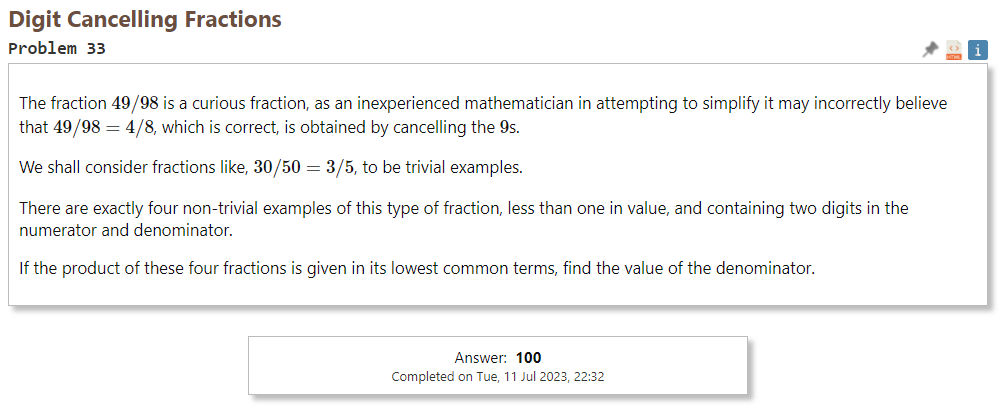 Digit Cancelling Fractions
Problem 33
HTML
i
The fraction 49/98 is a curious fraction, as an inexperienced mathematician in attempting to simplify it may incorrectly believe
that 49/98 = 4/8, which is correct, is obtained by cancelling the 9s.
We shall consider fractions like, 30/50 = 3/5, to be trivial examples.
There are exactly four non-trivial examples of this type of fraction, less than one in value, and containing two digits in the
numerator and denominator.
If the product of these four fractions is given in its lowest common terms, find the value of the denominator.
Answer: 100
Completed on Tue, 11 Jul 2023, 22:32